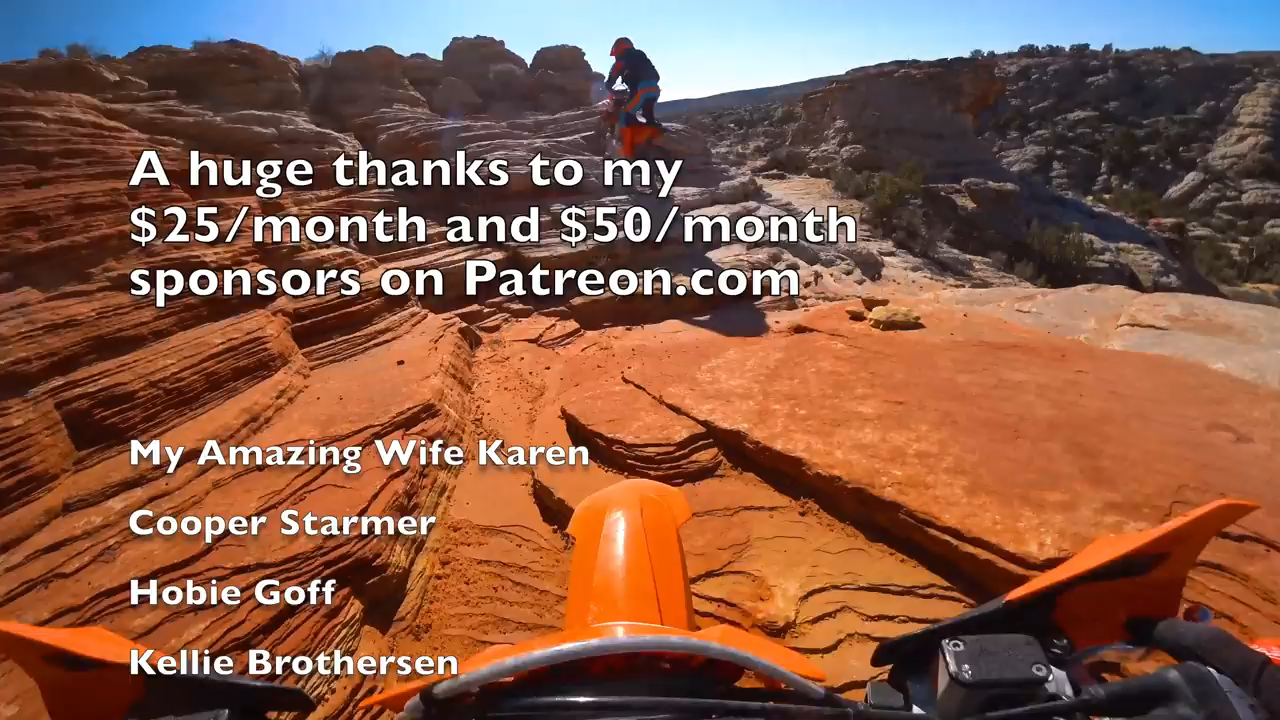 A huge thanks to my
$25/month and $50/month
sponsors on Patreon.com
My Amazing Wife Karen
Cooper Starmer
Hobie Goff
Kellie Brothersen